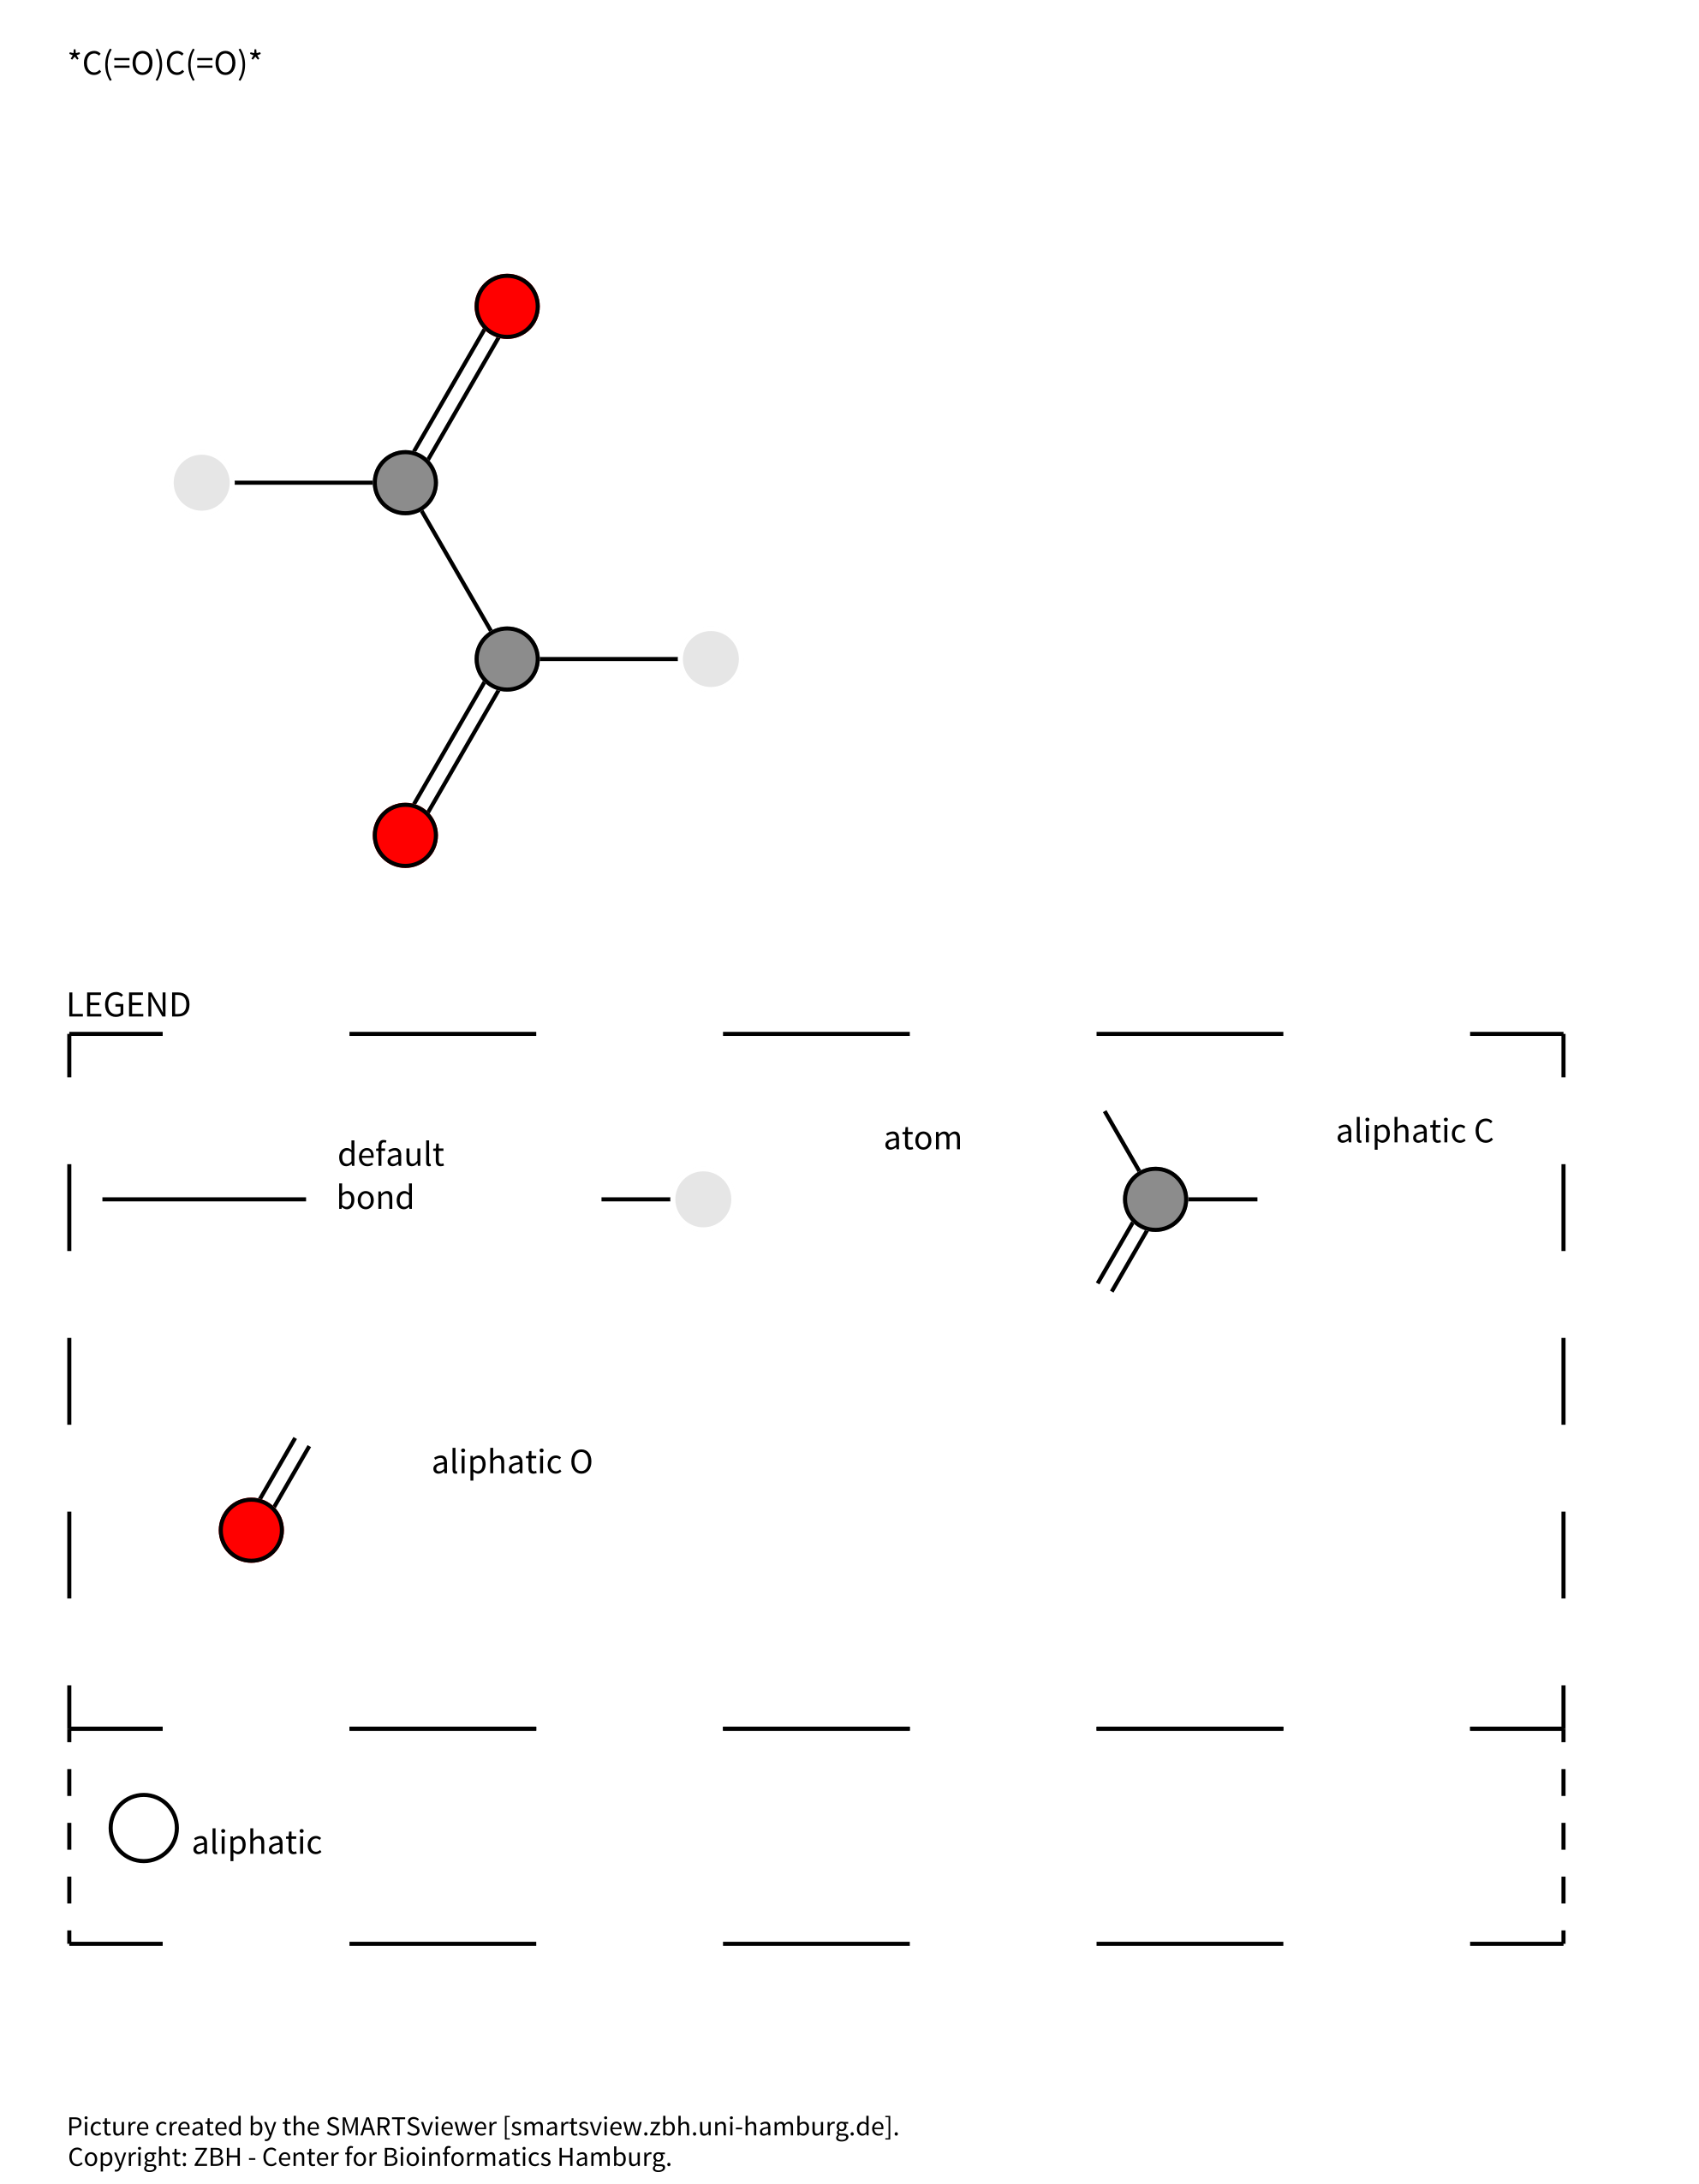 *C(=O)C(=O)*
LEGEND
default
bond
atom
aliphatic C
aliphatic O
aliphatic
Picture created by the SMARTSviewer [smartsview.zbh.uni-hamburg.de].
Copyright: ZBH - Center for Bioinformatics Hamburg.